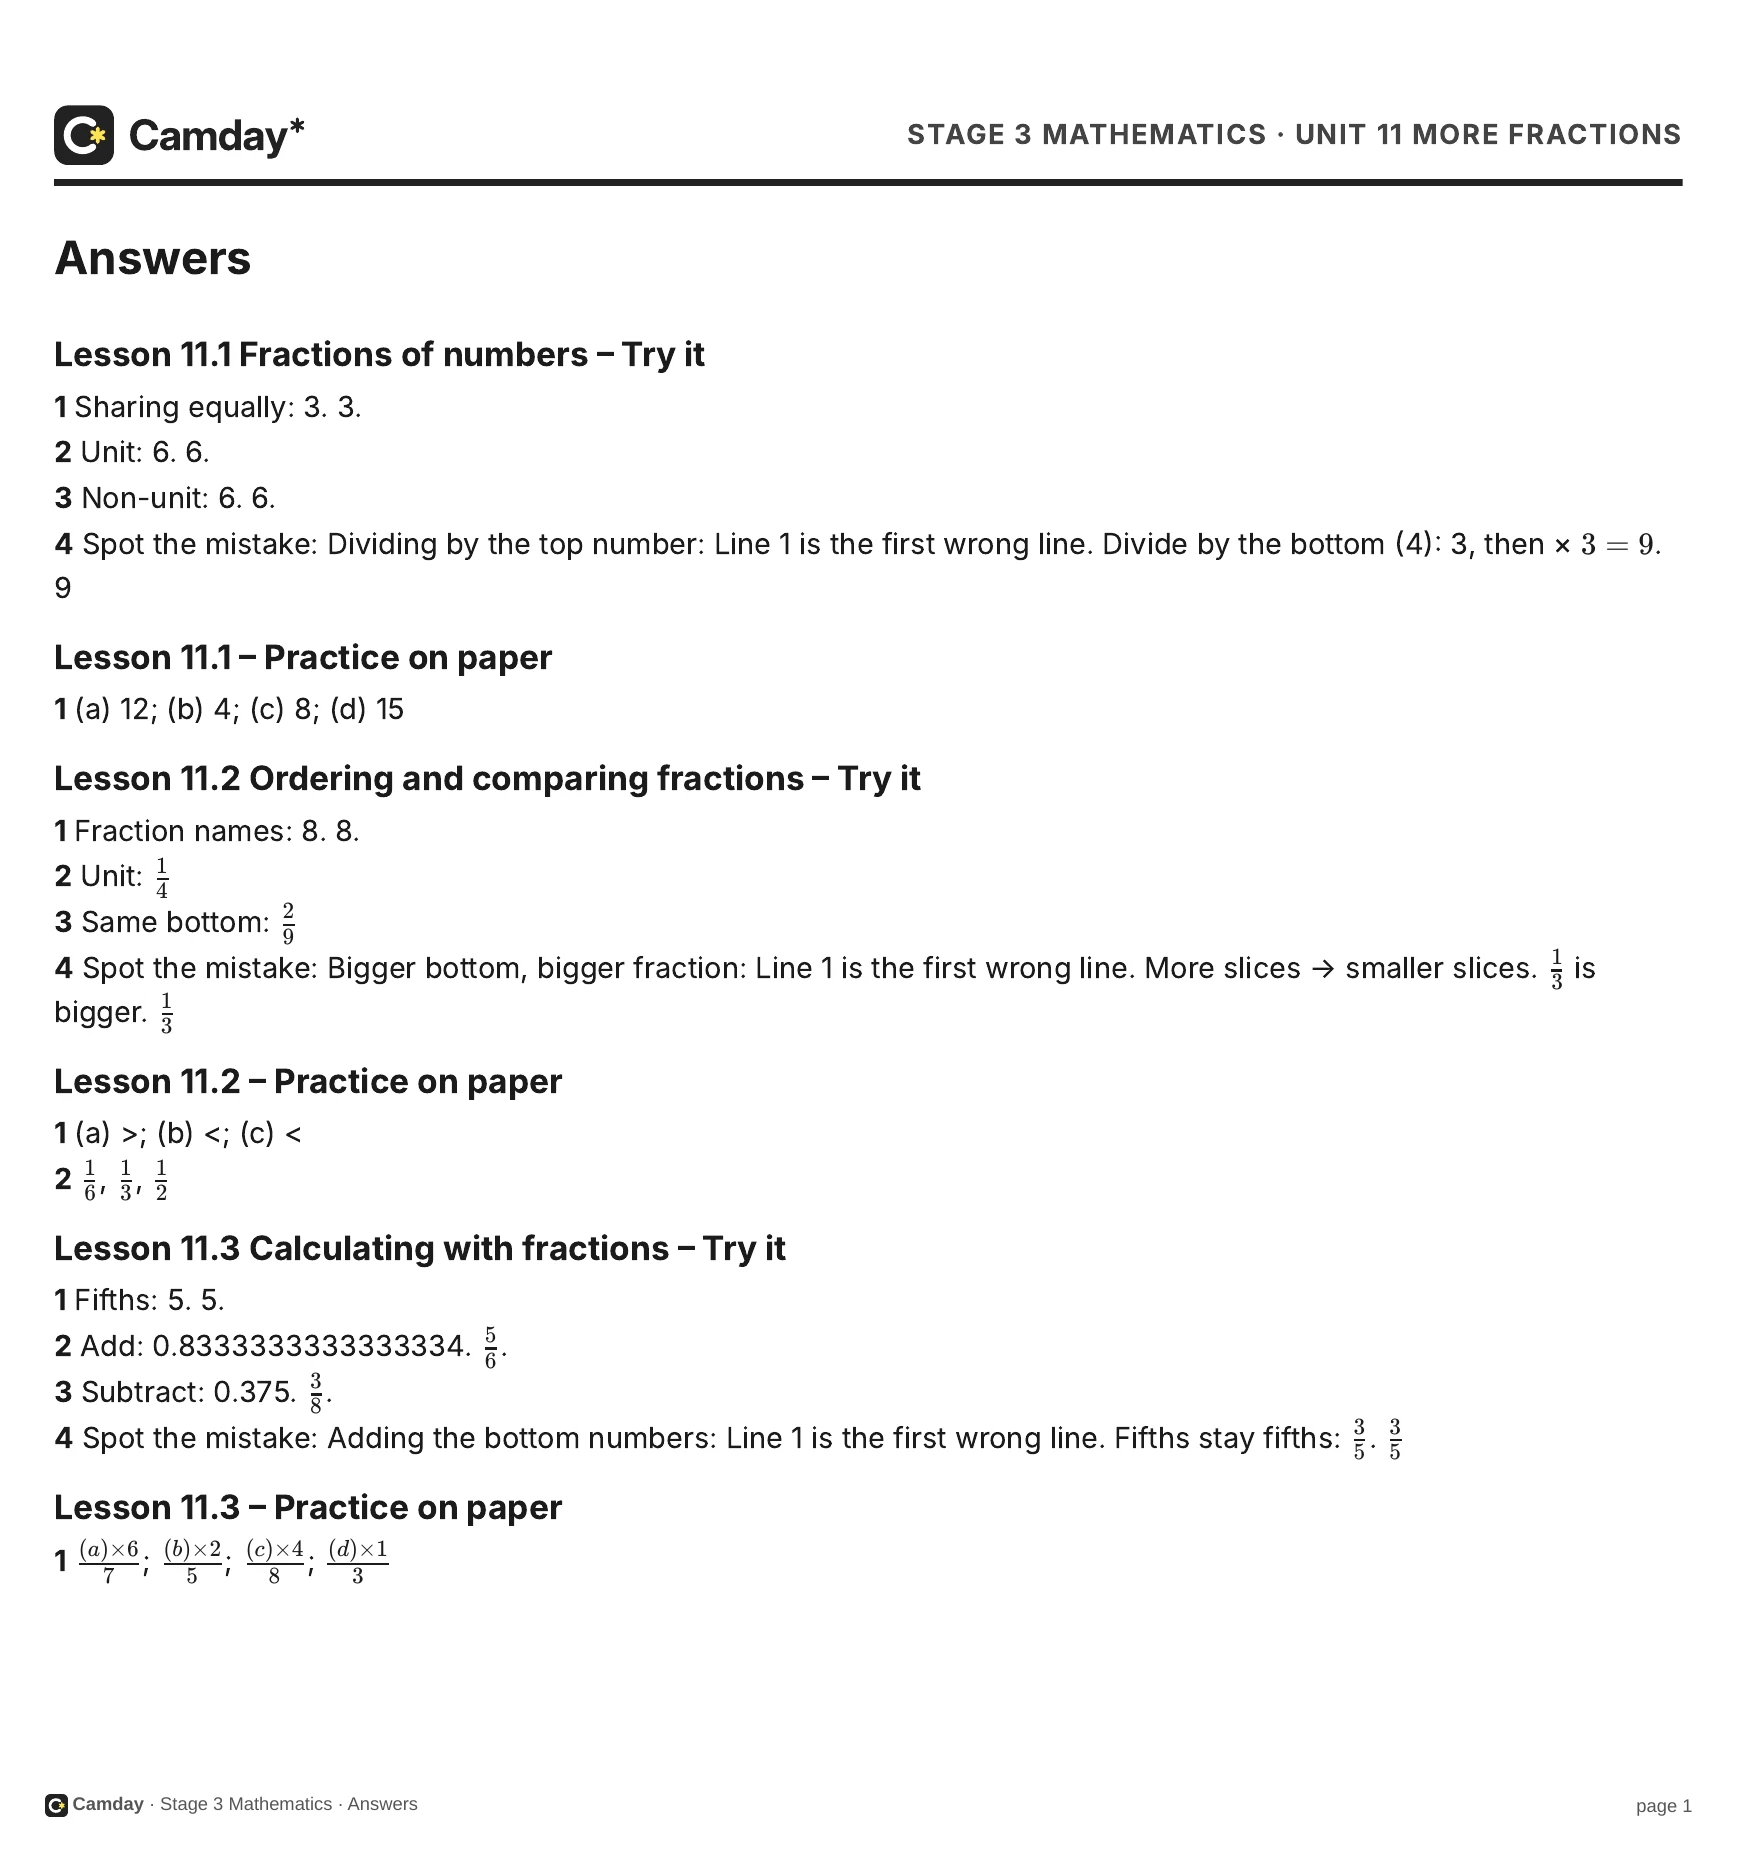 Camday*
STAGE 3 MATHEMATICS · UNIT 11 MORE FRACTIONS
Answers
Lesson 11.1 Fractions of numbers – Try it
1 Sharing equally: 3. 3.
2 Unit: 6. 6.
3 Non-unit: 6. 6.
4 Spot the mistake: Dividing by the top number: Line 1 is the first wrong line. Divide by the bottom (4): 3, then × 3 = 9.
9
Lesson 11.1 – Practice on paper
1 (a) 12; (b) 4; (c) 8; (d) 15
Lesson 11.2 Ordering and comparing fractions – Try it
1 Fraction names: 8. 8.
2 Unit: 1/4
3 Same bottom: 2/9
4 Spot the mistake: Bigger bottom, bigger fraction: Line 1 is the first wrong line. More slices → smaller slices. 1/3 is
bigger. 1/3
Lesson 11.2 – Practice on paper
1 (a) >; (b) <; (c) <
2 1/6, 1/3, 1/2
Lesson 11.3 Calculating with fractions – Try it
1 Fifths: 5. 5.
2 Add: 0.8333333333333334. 5/6.
3 Subtract: 0.375. 3/8.
4 Spot the mistake: Adding the bottom numbers: Line 1 is the first wrong line. Fifths stay fifths: 3/5. 3/5
Lesson 11.3 – Practice on paper
1 (a)×6/7; (b)×2/5; (c)×4/8; (d)×1/3
Camday · Stage 3 Mathematics · Answers
page 1